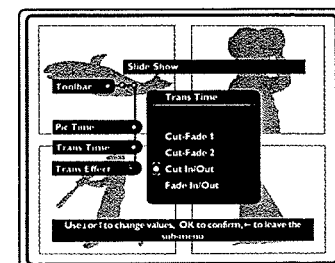 Slide Show
Toolbar
Trans Time
Pic Time
Trans Time
Trans Effect
Cut-Fade 1
Cut-Fade 2
Cut In/Out
Fade In/Out
Use ↓ or ↑ to change values, OK to confirm, ← to leave the
submenu